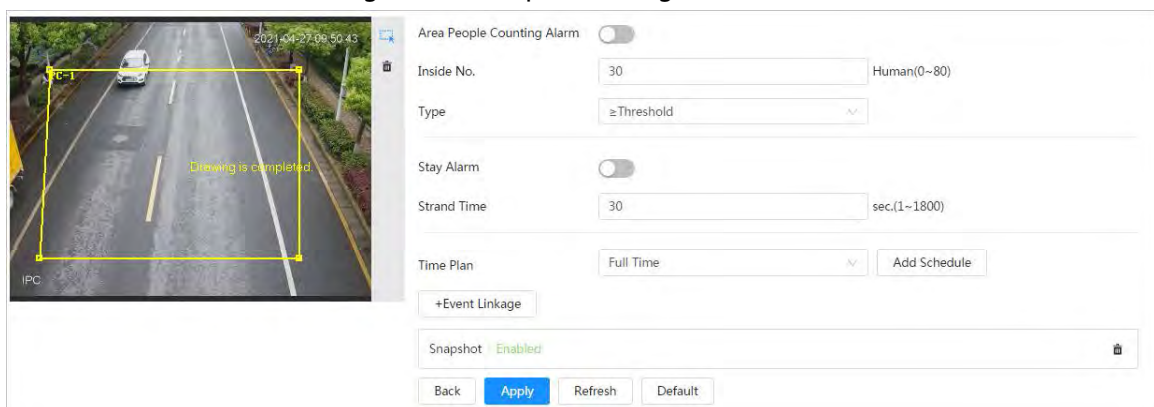 2021-04-27 09:50:43
PC-1
Drawing is completed.
IPC
Area People Counting Alarm
Inside No. 30 Human(0~80)
Type ≥Threshold
Stay Alarm
Strand Time 30 sec.(1~1800)
Time Plan Full Time Add Schedule
+Event Linkage
Snapshot Enabled
Back Apply Refresh Default